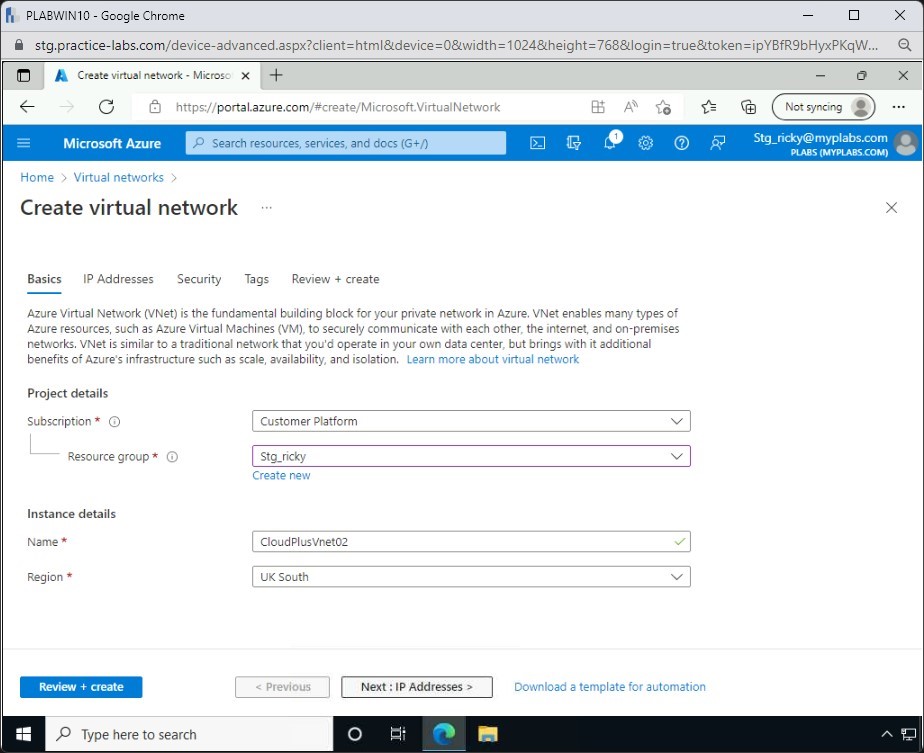 PLABWIN10 - Google Chrome
stg.practice-labs.com/device-advanced.aspx?client=html&device=0&width=1024&height=768&login=true&token=ipYBfR9bHyxPKqW...
Create virtual network - Microso
https://portal.azure.com/#create/Microsoft.VirtualNetwork
Not syncing
Microsoft Azure
Search resources, services, and docs (G+/)
1
Stg_ricky@myplabs.com
PLABS (MYPLABS.COM)
Home > Virtual networks >
Create virtual network ...
Basics IP Addresses Security Tags Review + create
Azure Virtual Network (VNet) is the fundamental building block for your private network in Azure. VNet enables many types of
Azure resources, such as Azure Virtual Machines (VM), to securely communicate with each other, the internet, and on-premises
networks. VNet is similar to a traditional network that you'd operate in your own data center, but brings with it additional
benefits of Azure's infrastructure such as scale, availability, and isolation. Learn more about virtual network
Project details
Subscription * Customer Platform
Resource group * Stg_ricky
Create new
Instance details
Name * CloudPlusVnet02
Region * UK South
Review + create < Previous Next : IP Addresses > Download a template for automation
Type here to search